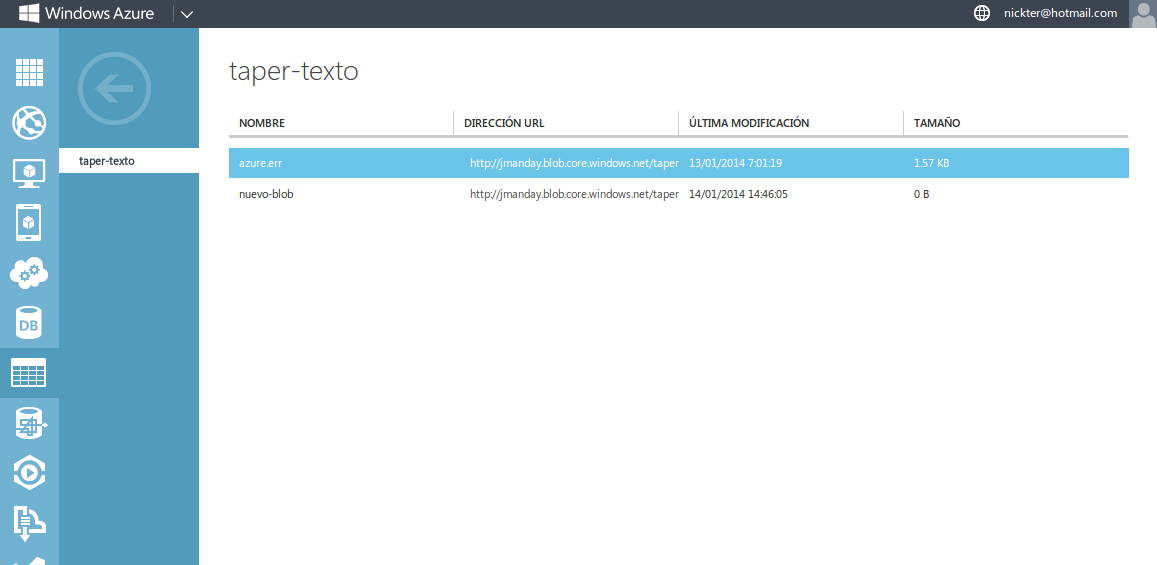 Windows Azure
nickter@hotmail.com
taper-texto
taper-texto
NOMBRE DIRECCIÓN URL ÚLTIMA MODIFICACIÓN TAMAÑO
azure.err http://jmanday.blob.core.windows.net/taper 13/01/2014 7:01:19 1.57 KB
nuevo-blob http://jmanday.blob.core.windows.net/taper 14/01/2014 14:46:05 0 B
DB